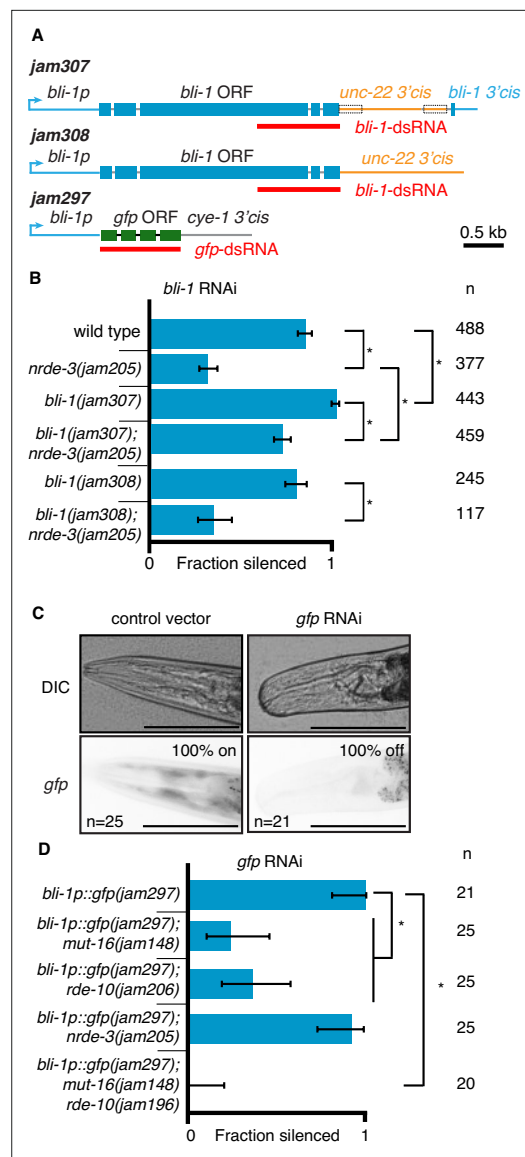 A
jam307
bli-1p
bli-1 ORF
unc-22 3'cis
bli-1 3'cis
bli-1-dsRNA
jam308
bli-1p
bli-1 ORF
unc-22 3'cis
bli-1-dsRNA
jam297
bli-1p
gfp ORF
cye-1 3'cis
gfp-dsRNA
0.5 kb
B
bli-1 RNAi
n
wild type
488
nrde-3(jam205)
377
bli-1(jam307)
443
bli-1(jam307);
nrde-3(jam205)
459
bli-1(jam308)
245
bli-1(jam308);
nrde-3(jam205)
117
* * * * *
0
Fraction silenced
1
C
control vector
gfp RNAi
DIC
gfp
100% on
n=25
100% off
n=21
D
gfp RNAi
n
bli-1p::gfp(jam297)
21
bli-1p::gfp(jam297);
mut-16(jam148)
25
bli-1p::gfp(jam297);
rde-10(jam206)
25
bli-1p::gfp(jam297);
nrde-3(jam205)
25
bli-1p::gfp(jam297);
mut-16(jam148)
rde-10(jam196)
20
* *
0
Fraction silenced
1